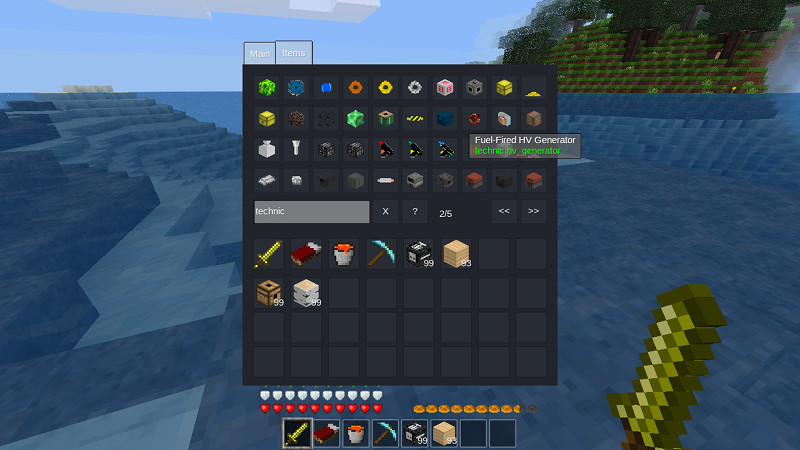 Main
Items
Fuel-Fired HV Generator
technic:hv_generator
technic
X
?
2/5
<<
>>
99
93
99
99
99
93